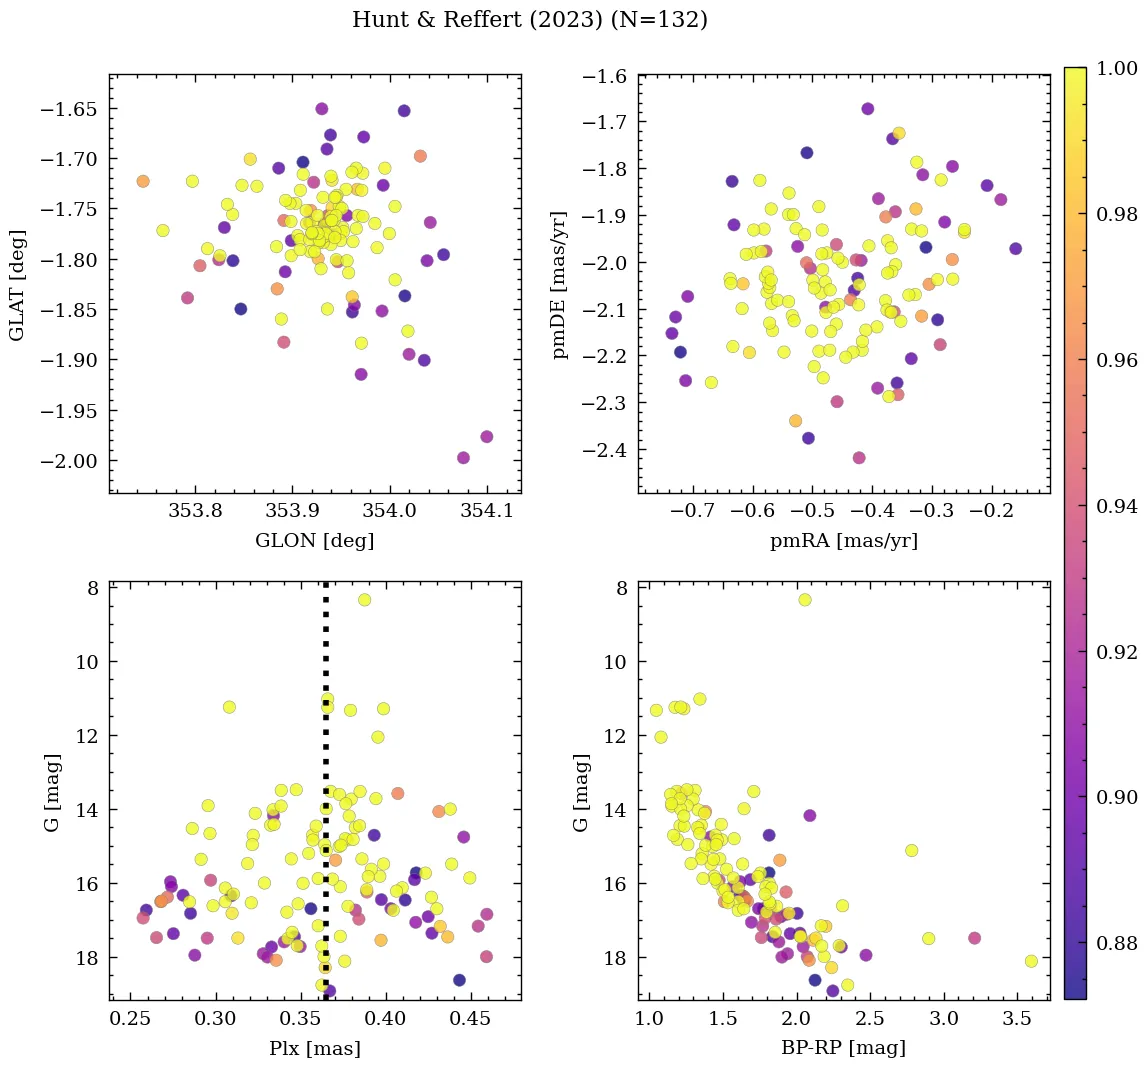 Hunt & Reffert (2023) (N=132)
−1.65
−1.70
−1.75
−1.80
−1.85
−1.90
−1.95
−2.00
GLAT [deg]
353.8 353.9 354.0 354.1
GLON [deg]
−1.6
−1.7
−1.8
−1.9
−2.0
−2.1
−2.2
−2.3
−2.4
pmDE [mas/yr]
−0.7 −0.6 −0.5 −0.4 −0.3 −0.2
pmRA [mas/yr]
8
10
12
14
16
18
G [mag]
0.25 0.30 0.35 0.40 0.45
Plx [mas]
8
10
12
14
16
18
G [mag]
1.0 1.5 2.0 2.5 3.0 3.5
BP-RP [mag]
1.00
0.98
0.96
0.94
0.92
0.90
0.88